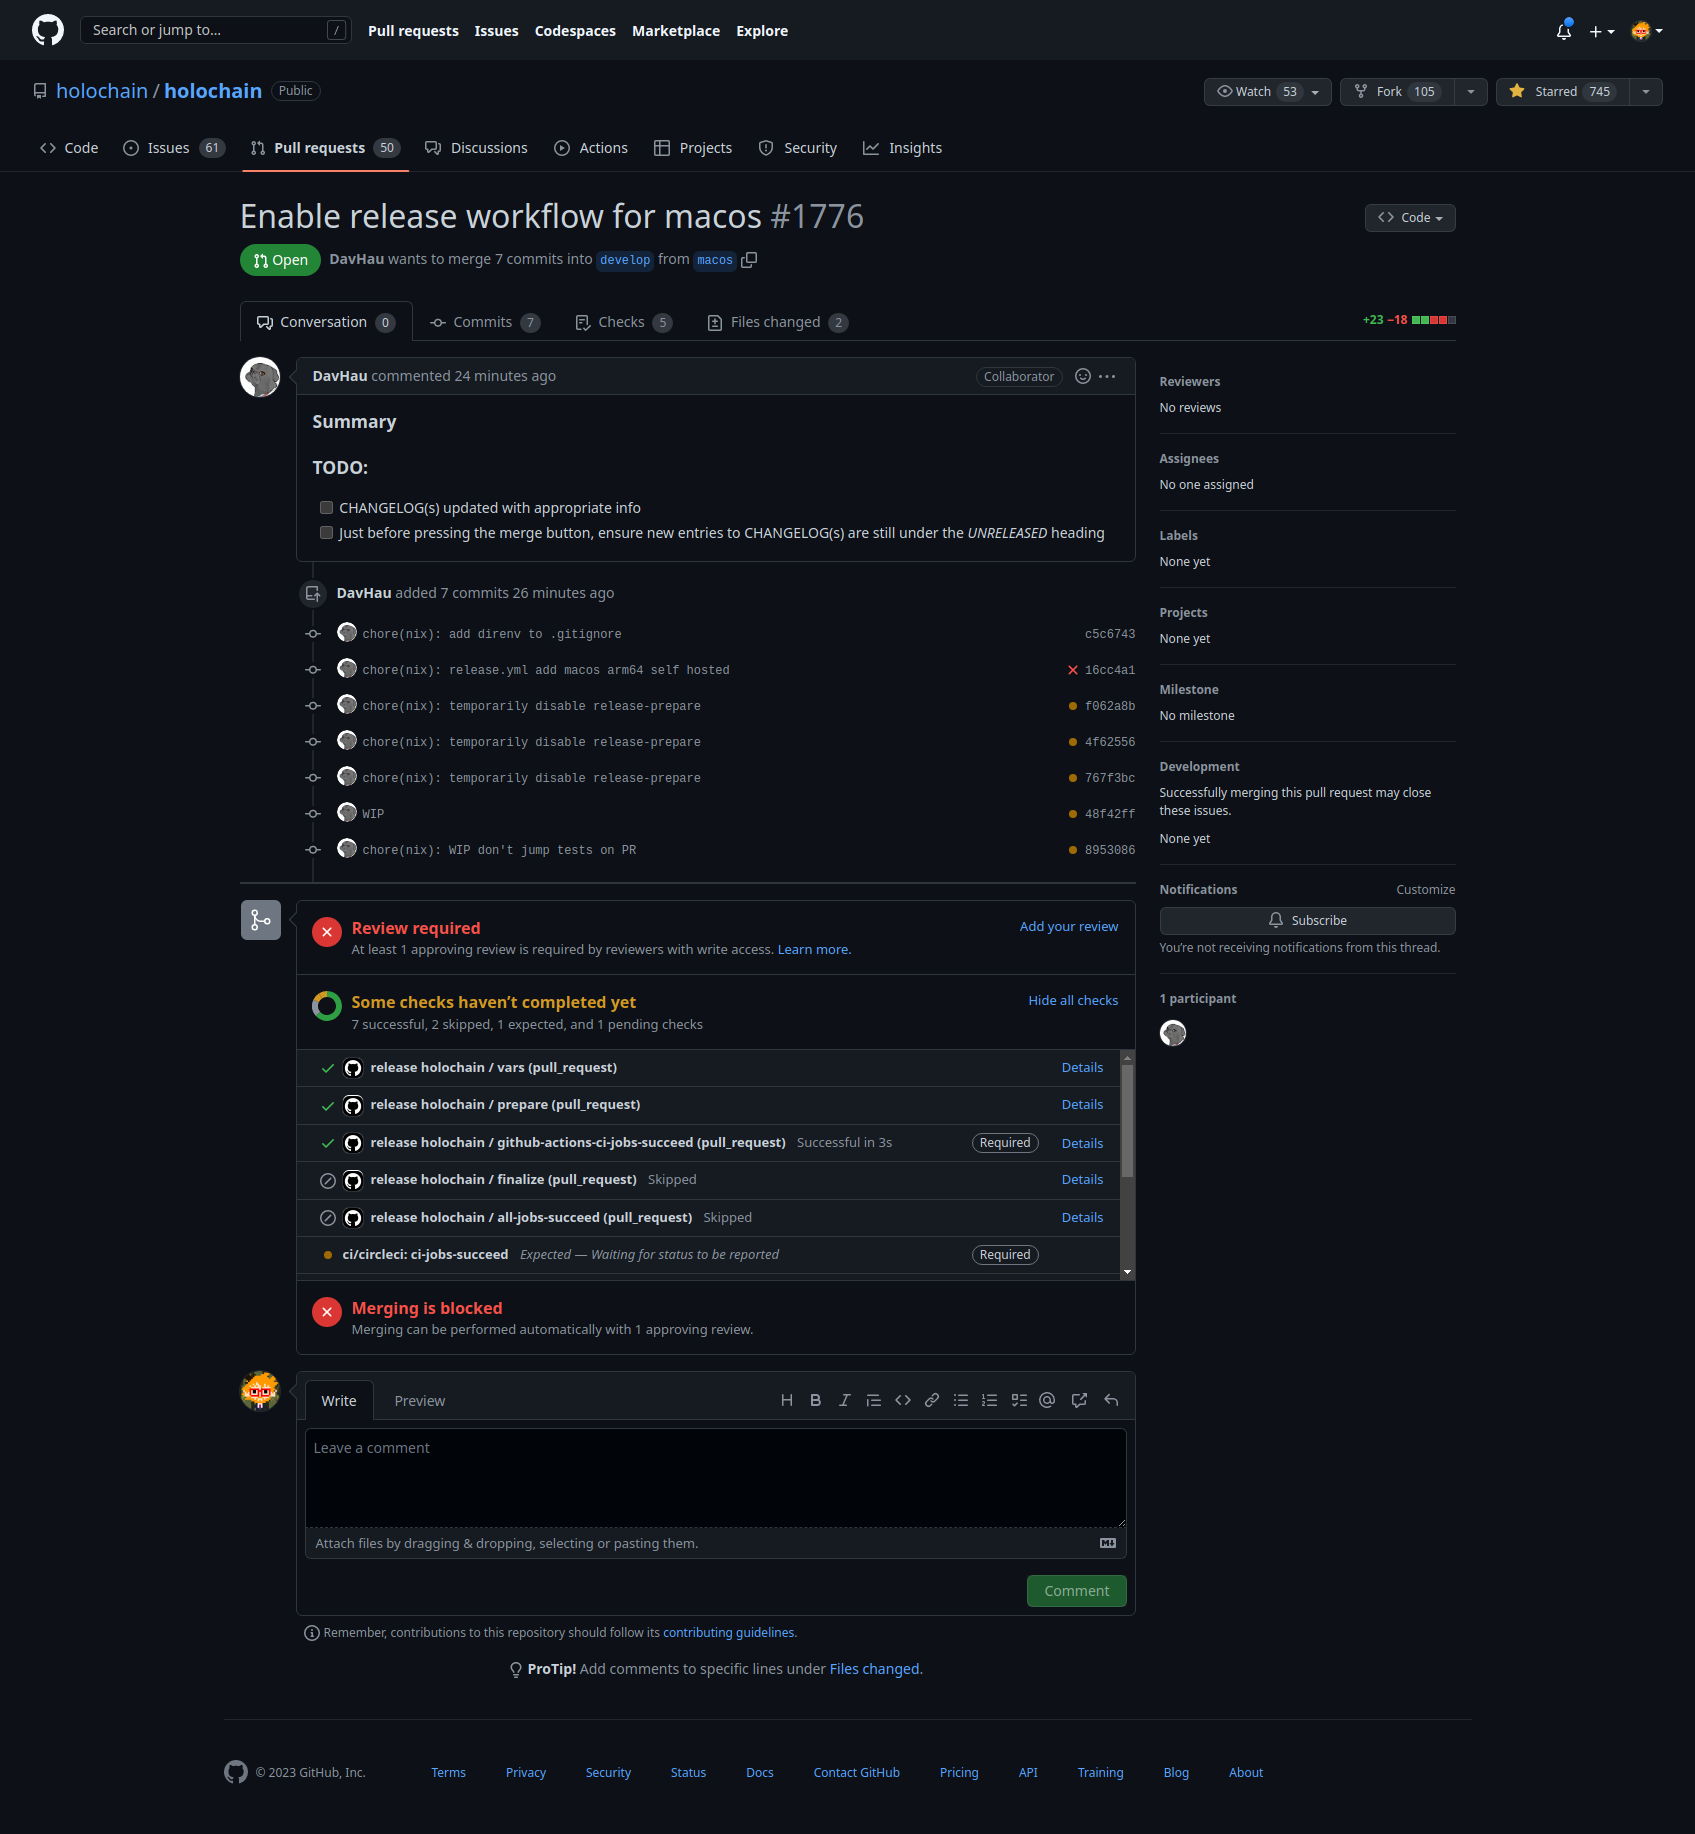 Search or jump to... /
Pull requests Issues Codespaces Marketplace Explore
holochain / holochain Public
Watch 53 Fork 105 Starred 745
Code Issues 61 Pull requests 50 Discussions Actions Projects Security Insights
Enable release workflow for macos #1776
Code
Open DavHau wants to merge 7 commits into develop from macos
Conversation 0 Commits 7 Checks 5 Files changed 2
+23 −18
DavHau commented 24 minutes ago Collaborator
Summary
TODO:
CHANGELOG(s) updated with appropriate info
Just before pressing the merge button, ensure new entries to CHANGELOG(s) are still under the UNRELEASED heading
DavHau added 7 commits 26 minutes ago
chore(nix): add direnv to .gitignore c5c6743
chore(nix): release.yml add macos arm64 self hosted 16cc4a1
chore(nix): temporarily disable release-prepare f062a8b
chore(nix): temporarily disable release-prepare 4f62556
chore(nix): temporarily disable release-prepare 767f3bc
WIP 48f42ff
chore(nix): WIP don't jump tests on PR 8953086
Review required Add your review
At least 1 approving review is required by reviewers with write access. Learn more.
Some checks haven’t completed yet Hide all checks
7 successful, 2 skipped, 1 expected, and 1 pending checks
release holochain / vars (pull_request) Details
release holochain / prepare (pull_request) Details
release holochain / github-actions-ci-jobs-succeed (pull_request) Successful in 3s Required Details
release holochain / finalize (pull_request) Skipped Details
release holochain / all-jobs-succeed (pull_request) Skipped Details
ci/circleci: ci-jobs-succeed Expected — Waiting for status to be reported Required
Merging is blocked
Merging can be performed automatically with 1 approving review.
Write Preview
Leave a comment
Attach files by dragging & dropping, selecting or pasting them.
Comment
Remember, contributions to this repository should follow its contributing guidelines.
ProTip! Add comments to specific lines under Files changed.
Reviewers
No reviews
Assignees
No one assigned
Labels
None yet
Projects
None yet
Milestone
No milestone
Development
Successfully merging this pull request may close
these issues.
None yet
Notifications Customize
Subscribe
You’re not receiving notifications from this thread.
1 participant
© 2023 GitHub, Inc. Terms Privacy Security Status Docs Contact GitHub Pricing API Training Blog About